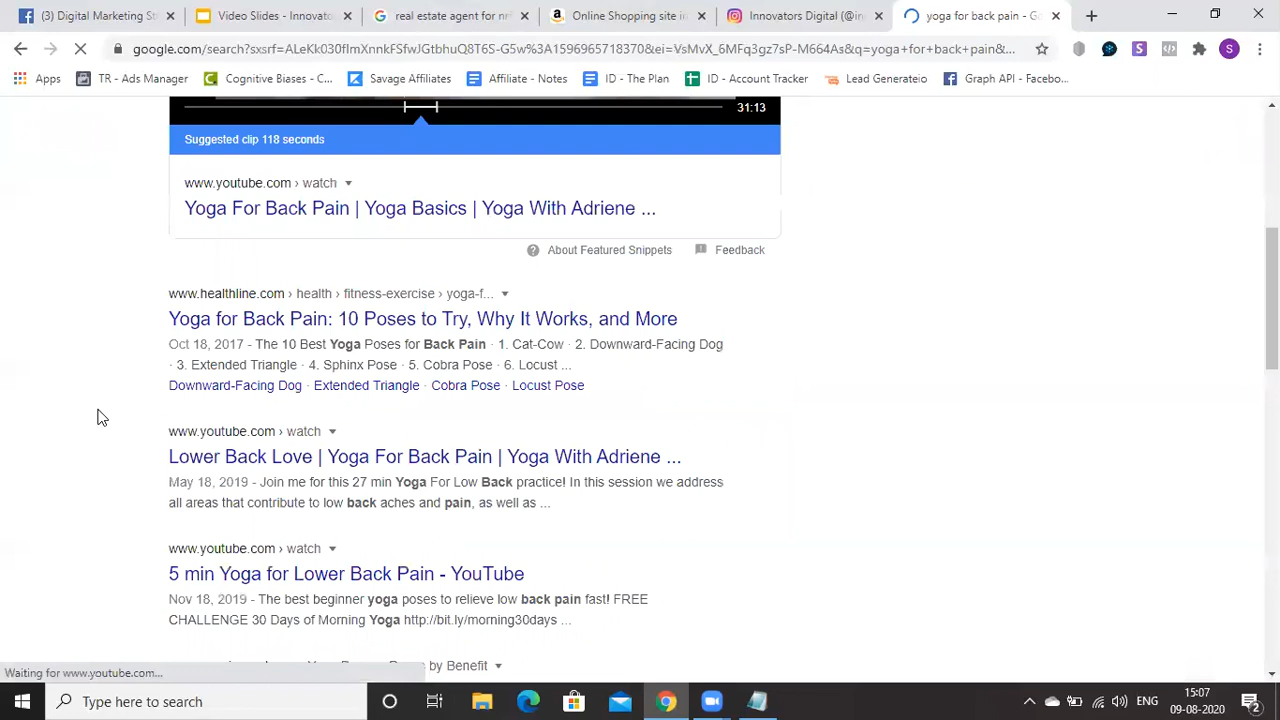 (3) Digital Marketing St
Video Slides - Innovato
real estate agent for nri
Online Shopping site in
Innovators Digital (@in
yoga for back pain - Go
google.com/search?sxsrf=ALeKk030fImXnnkFSfwJGtbhuQ8T6S-G5w%3A1596965718370&ei=VsMvX_6MFq3gz7sP-M664As&q=yoga+for+back+pain&...
S
Apps
TR - Ads Manager
Cognitive Biases - C...
Savage Affiliates
Affiliate - Notes
ID - The Plan
ID - Account Tracker
Lead Generateio
Graph API - Facebo...
31:13
Suggested clip 118 seconds
www.youtube.com › watch
Yoga For Back Pain | Yoga Basics | Yoga With Adriene ...
About Featured Snippets
Feedback
www.healthline.com › health › fitness-exercise › yoga-f...
Yoga for Back Pain: 10 Poses to Try, Why It Works, and More
Oct 18, 2017 - The 10 Best Yoga Poses for Back Pain · 1. Cat-Cow · 2. Downward-Facing Dog
· 3. Extended Triangle · 4. Sphinx Pose · 5. Cobra Pose · 6. Locust ...
Downward-Facing Dog · Extended Triangle · Cobra Pose · Locust Pose
www.youtube.com › watch
Lower Back Love | Yoga For Back Pain | Yoga With Adriene ...
May 18, 2019 - Join me for this 27 min Yoga For Low Back practice! In this session we address
all areas that contribute to low back aches and pain, as well as ...
www.youtube.com › watch
5 min Yoga for Lower Back Pain - YouTube
Nov 18, 2019 - The best beginner yoga poses to relieve low back pain fast! FREE
CHALLENGE 30 Days of Morning Yoga http://bit.ly/morning30days ...
by Benefit
Waiting for www.youtube.com...
Type here to search
ENG
15:07
09-08-2020
2